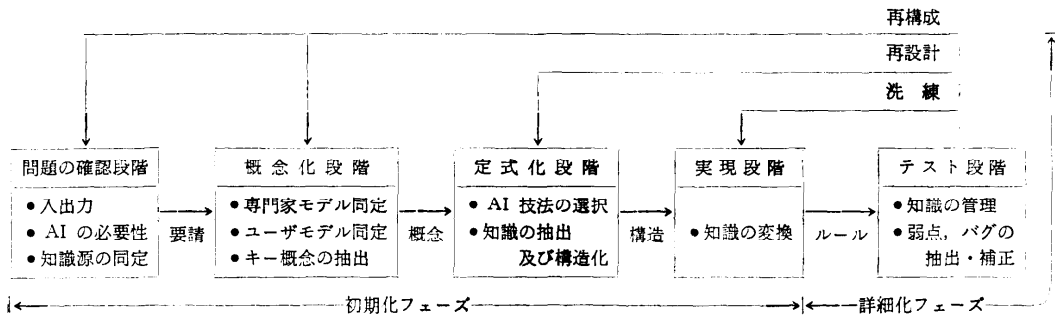 再構成
再設計
洗練
問題の確認段階
● 入出力
● AI の必要性
● 知識源の同定
要請
概念化段階
● 専門家モデル同定
● ユーザモデル同定
● キー概念の抽出
概念
定式化段階
● AI 技法の選択
● 知識の抽出
及び構造化
構造
実現段階
● 知識の変換
ルール
テスト段階
● 知識の管理
● 弱点，バグの
抽出・補正
初期化フェーズ
詳細化フェーズ